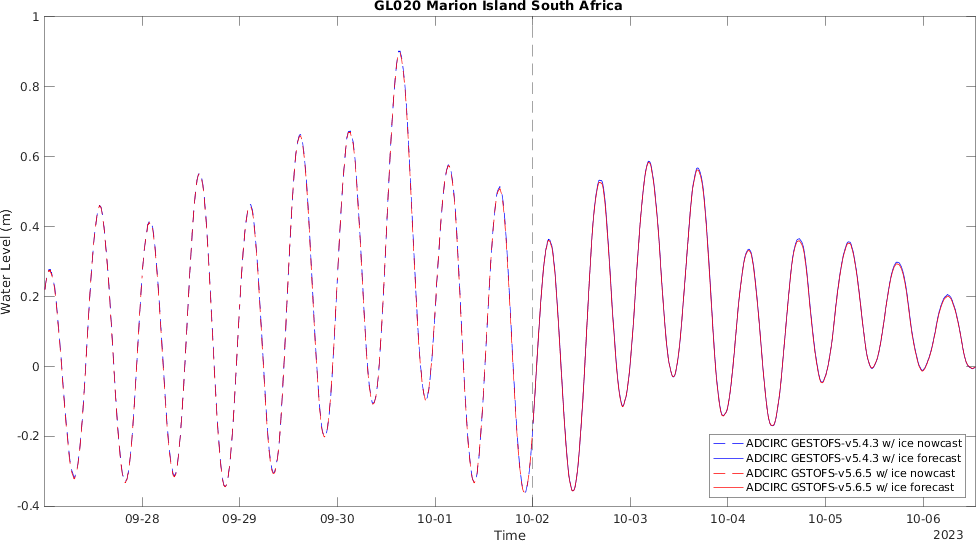 GL020 Marion Island South Africa
1
0.8
0.6
0.4
0.2
0
-0.2
-0.4
Water Level (m)
ADCIRC GESTOFS-v5.4.3 w/ ice nowcast
ADCIRC GESTOFS-v5.4.3 w/ ice forecast
ADCIRC GSTOFS-v5.6.5 w/ ice nowcast
ADCIRC GSTOFS-v5.6.5 w/ ice forecast
09-28 09-29 09-30 10-01 10-02 10-03 10-04 10-05 10-06
Time
2023